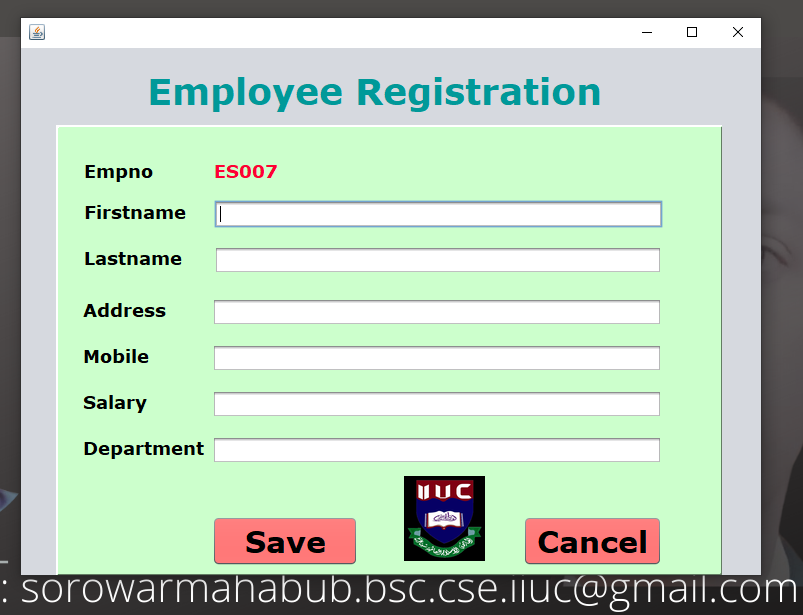 Employee Registration
Empno ES007
Firstname
Lastname
Address
Mobile
Salary
Department
IIUC
Save Cancel
: sorowarmahabub.bsc.cse.iiuc@gmail.com